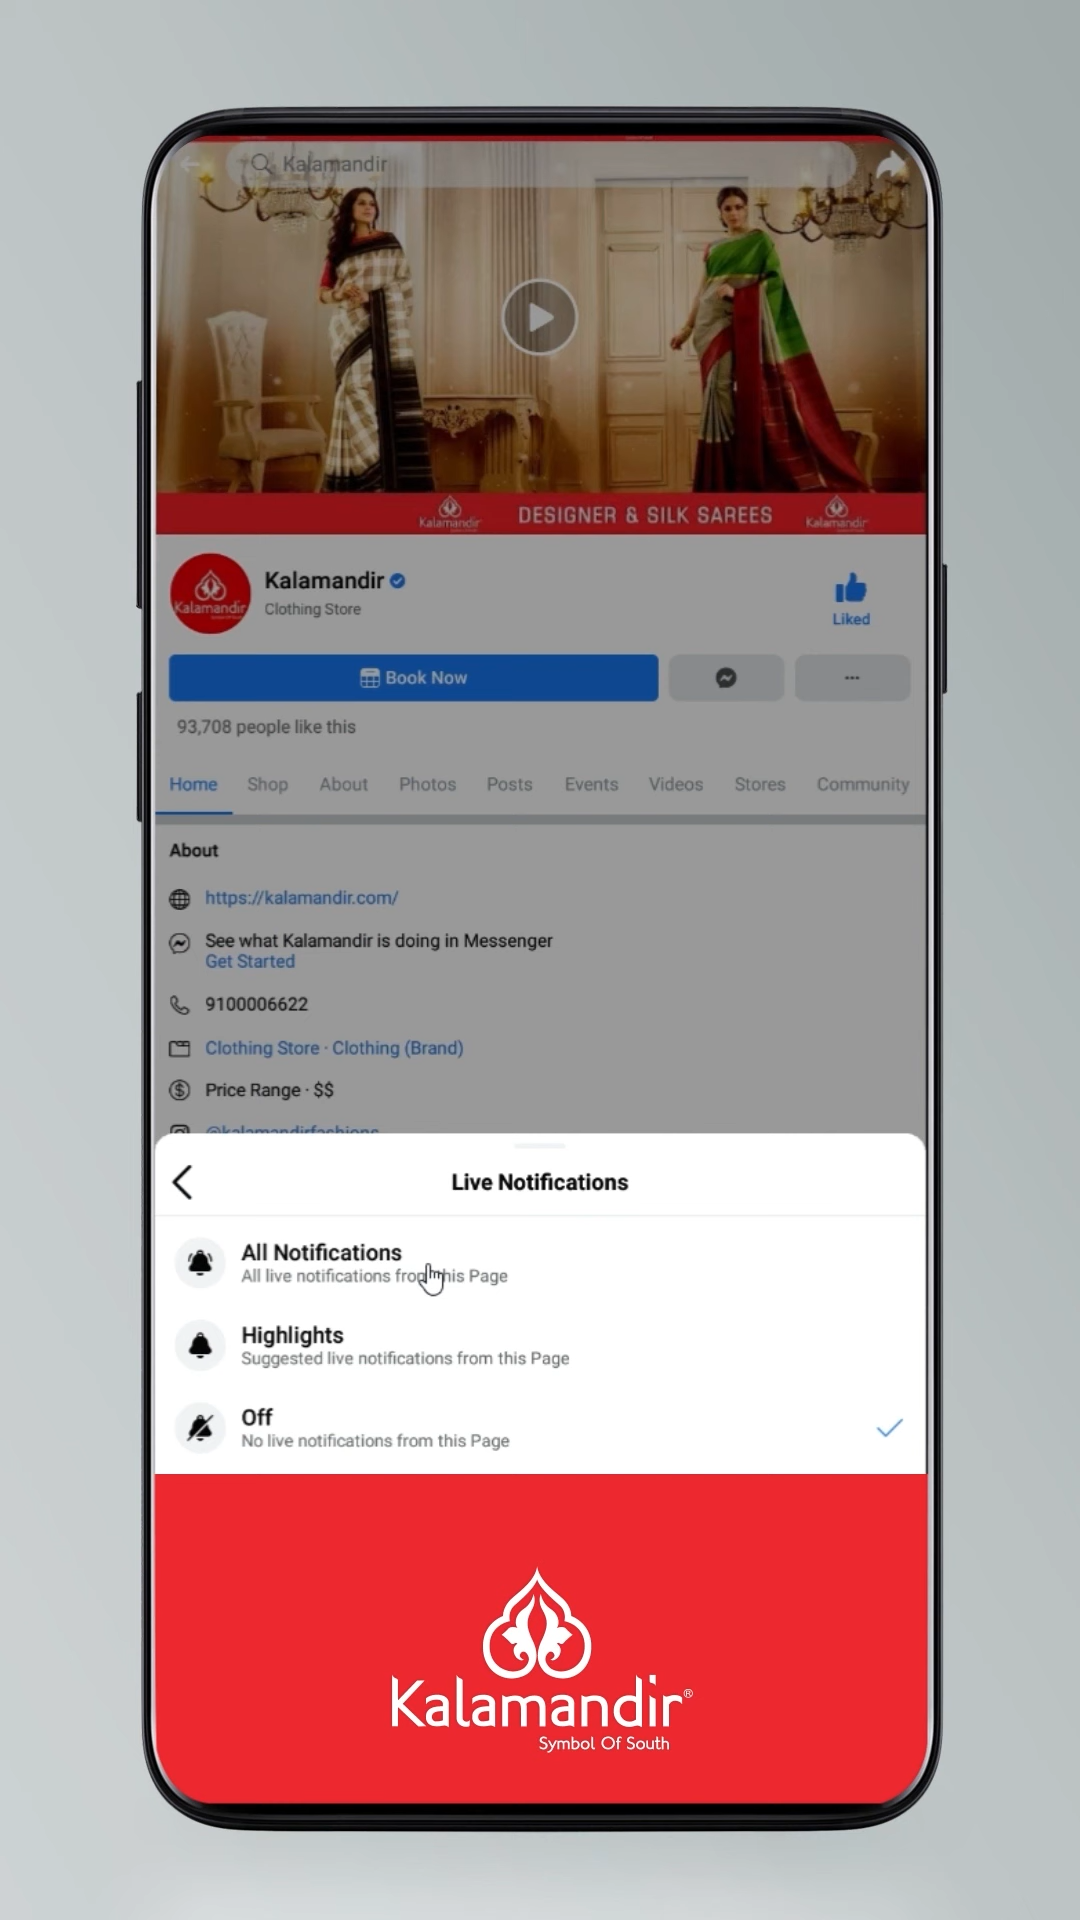 Kalamandir
Kalamandir
DESIGNER & SILK SAREES
Kalamandir
Kalamandir
Kalamandir
Clothing Store
Liked
Book Now
93,708 people like this
Home Shop About Photos Posts Events Videos Stores Community
About
https://kalamandir.com/
See what Kalamandir is doing in Messenger
Get Started
9100006622
Clothing Store · Clothing (Brand)
Price Range · $$
@kalamandirfashions
Live Notifications
All Notifications
All live notifications from this Page
Highlights
Suggested live notifications from this Page
Off
No live notifications from this Page
Kalamandir®
Symbol Of South